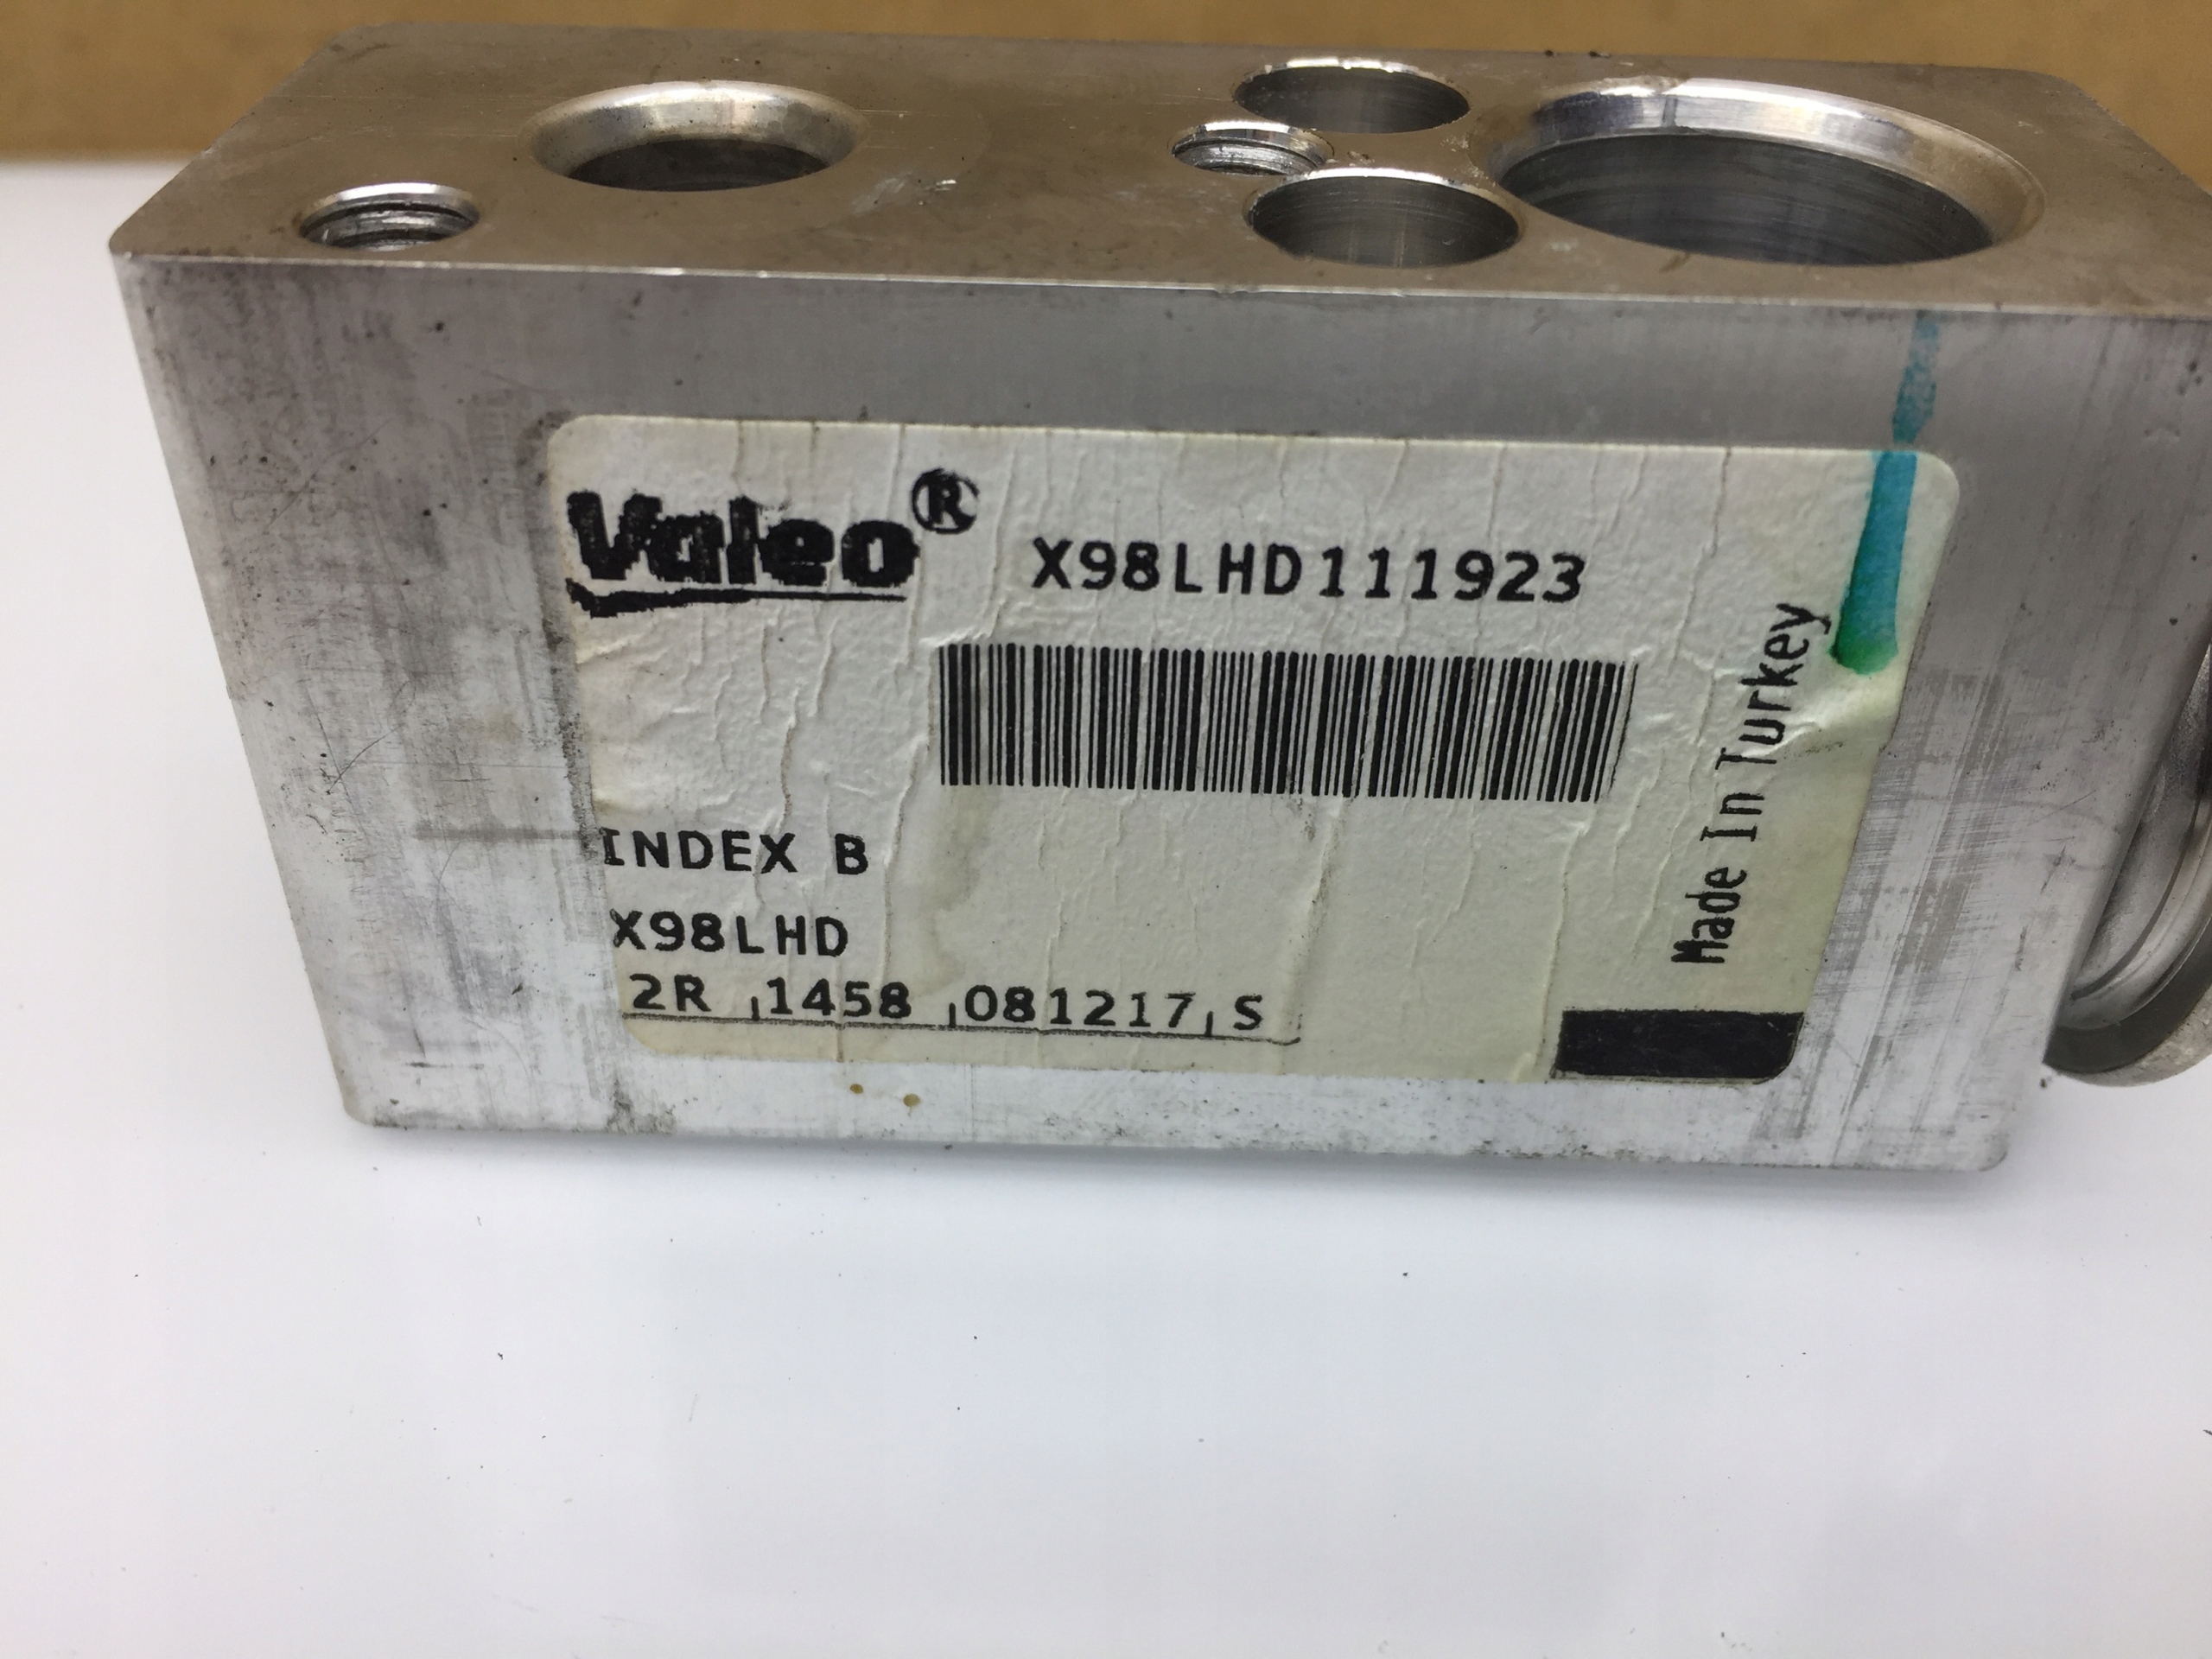 Valeo®
X98LHD111923
Made In Turkey
INDEX B
X98LHD
2R 1458 081217 S